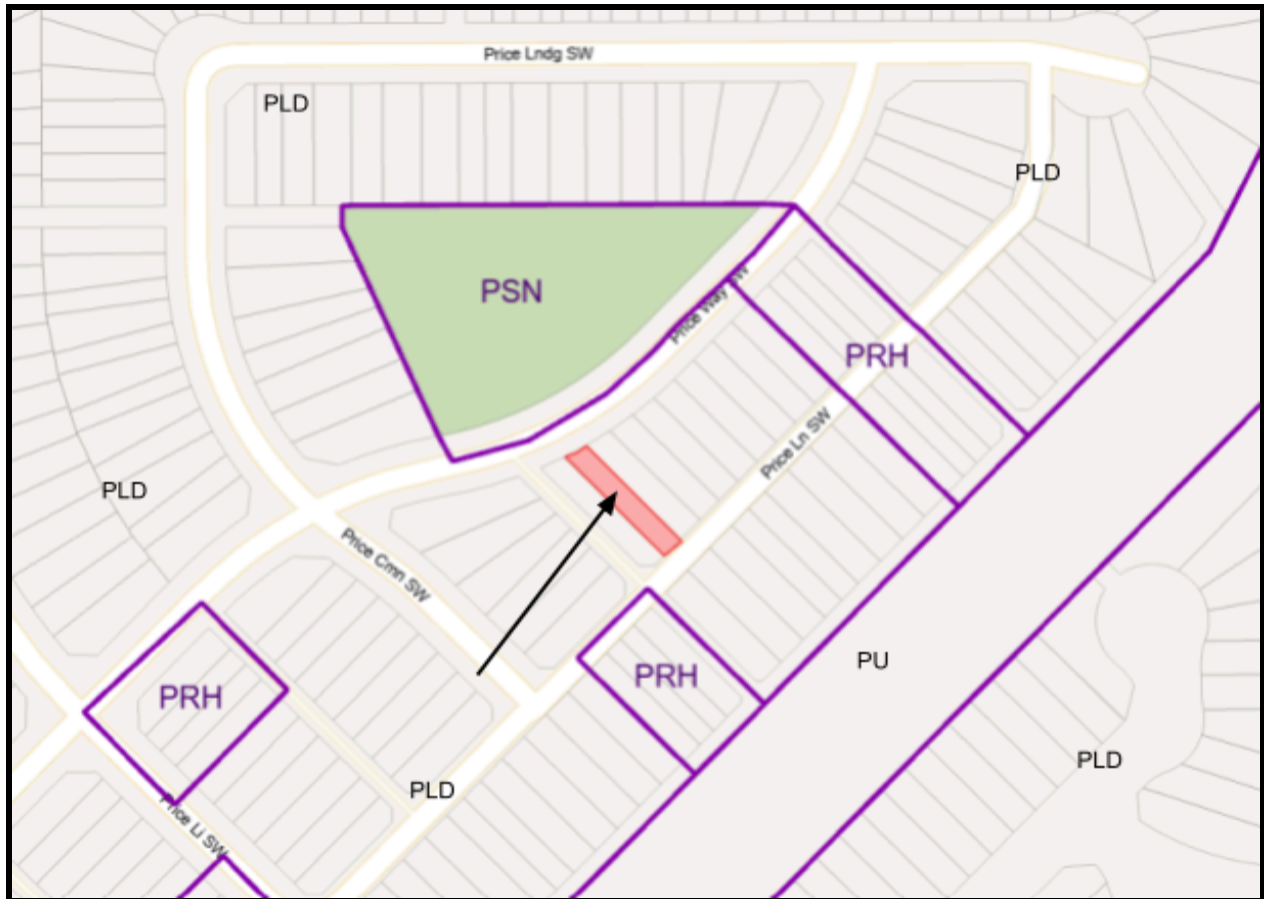 Price Lndg SW
PLD
PLD
PSN
Price Way SW
PRH
Price Ln SW
PLD
Price Cmn SW
PU
PRH
PRH
PLD
PLD
Price Li SW